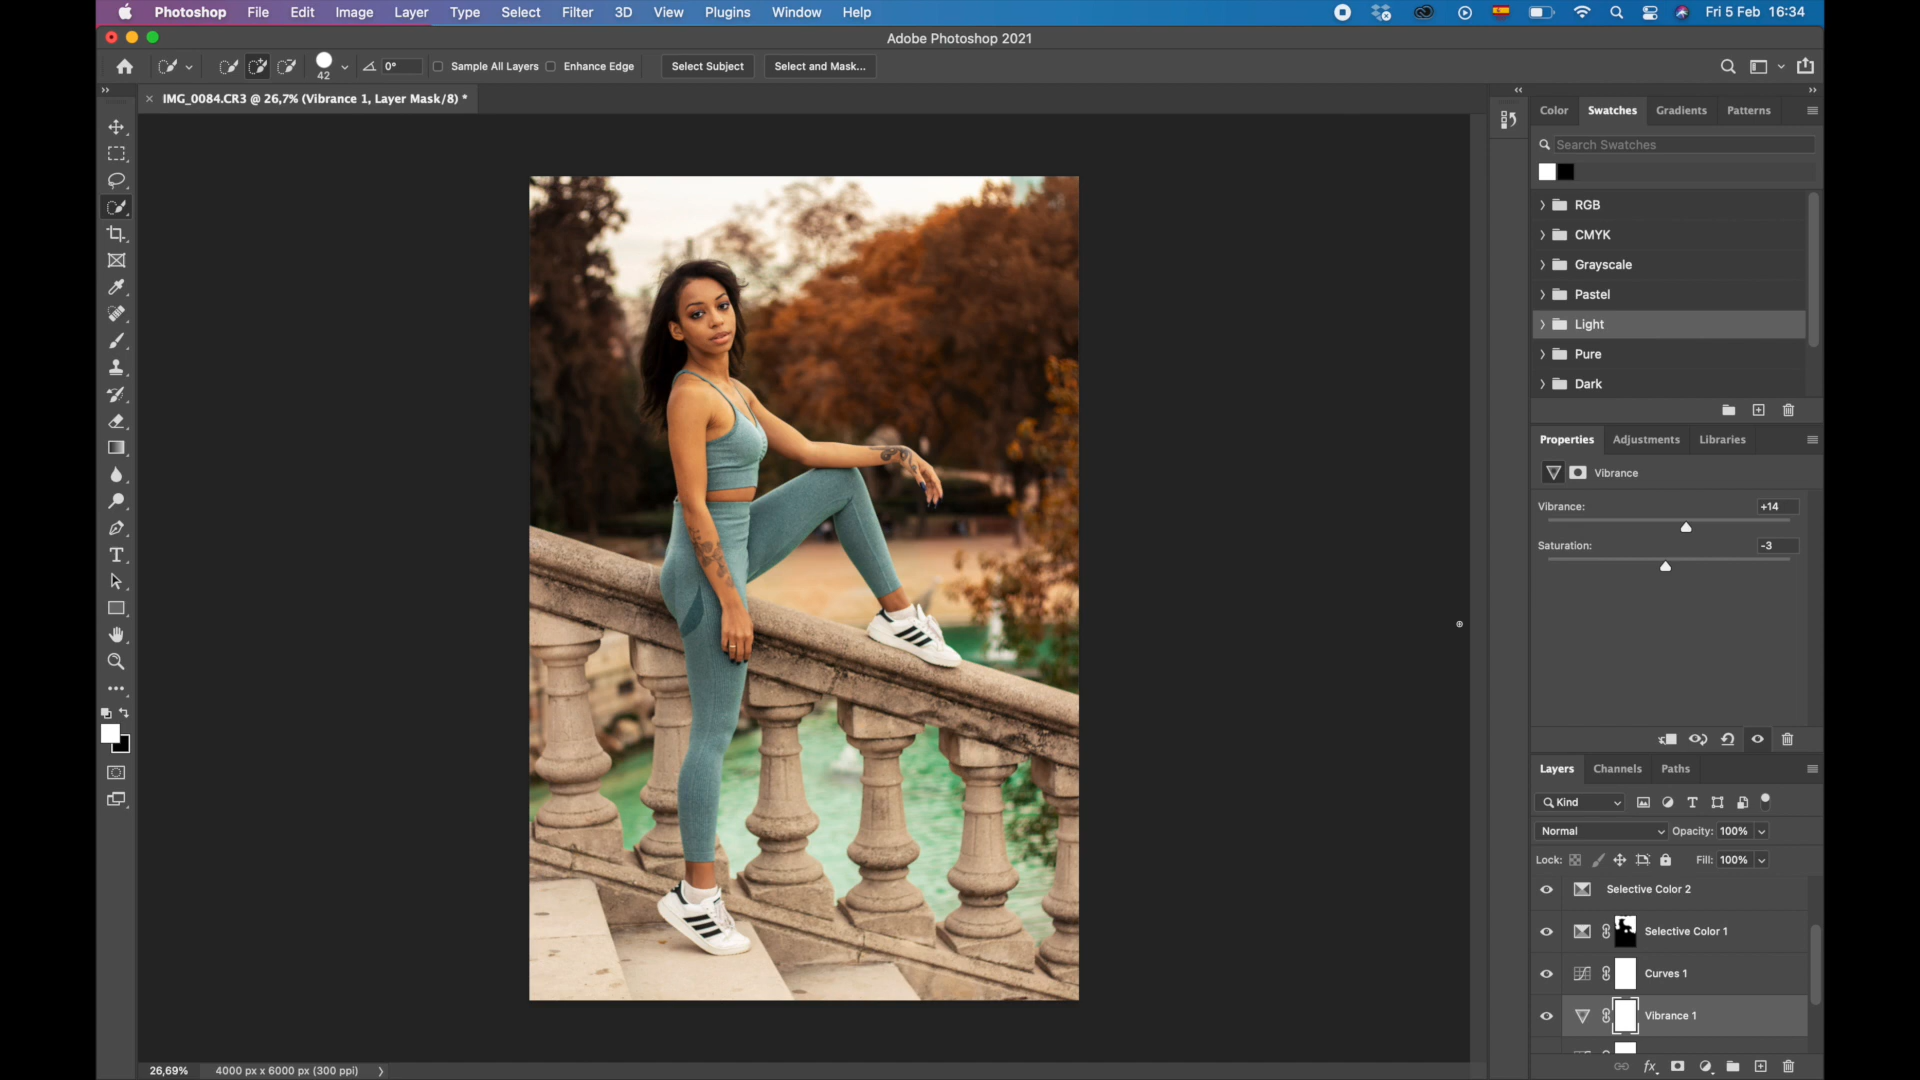 Photoshop File Edit Image Layer Type Select Filter 3D View Plugins Window Help Fri 5 Feb 16:34
Adobe Photoshop 2021
42 0° Sample All Layers Enhance Edge Select Subject Select and Mask...
IMG_0084.CR3 @ 26,7% (Vibrance 1, Layer Mask/8) *
Color Swatches Gradients Patterns
Search Swatches
RGB
CMYK
Grayscale
Pastel
Light
Pure
Dark
Properties Adjustments Libraries
Vibrance
Vibrance: +14
Saturation: -3
Layers Channels Paths
Kind
Normal Opacity: 100%
Lock: Fill: 100%
Selective Color 2
Selective Color 1
Curves 1
Vibrance 1
fx
26,69% 4000 px x 6000 px (300 ppi)